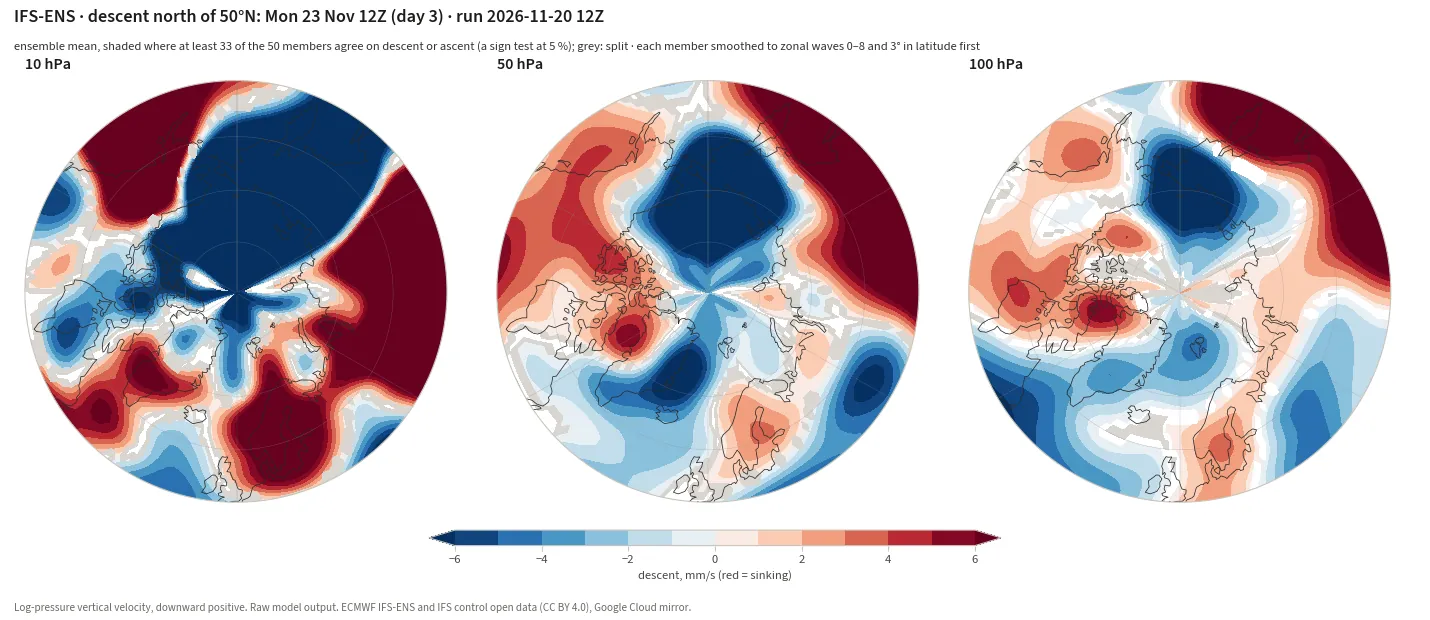 IFS-ENS · descent north of 50°N: Mon 23 Nov 12Z (day 3) · run 2026-11-20 12Z
ensemble mean, shaded where at least 33 of the 50 members agree on descent or ascent (a sign test at 5 %); grey: split · each member smoothed to zonal waves 0–8 and 3° in latitude first
10 hPa
50 hPa
100 hPa
−6 −4 −2 0 2 4 6
descent, mm/s (red = sinking)
Log-pressure vertical velocity, downward positive. Raw model output. ECMWF IFS-ENS and IFS control open data (CC BY 4.0), Google Cloud mirror.